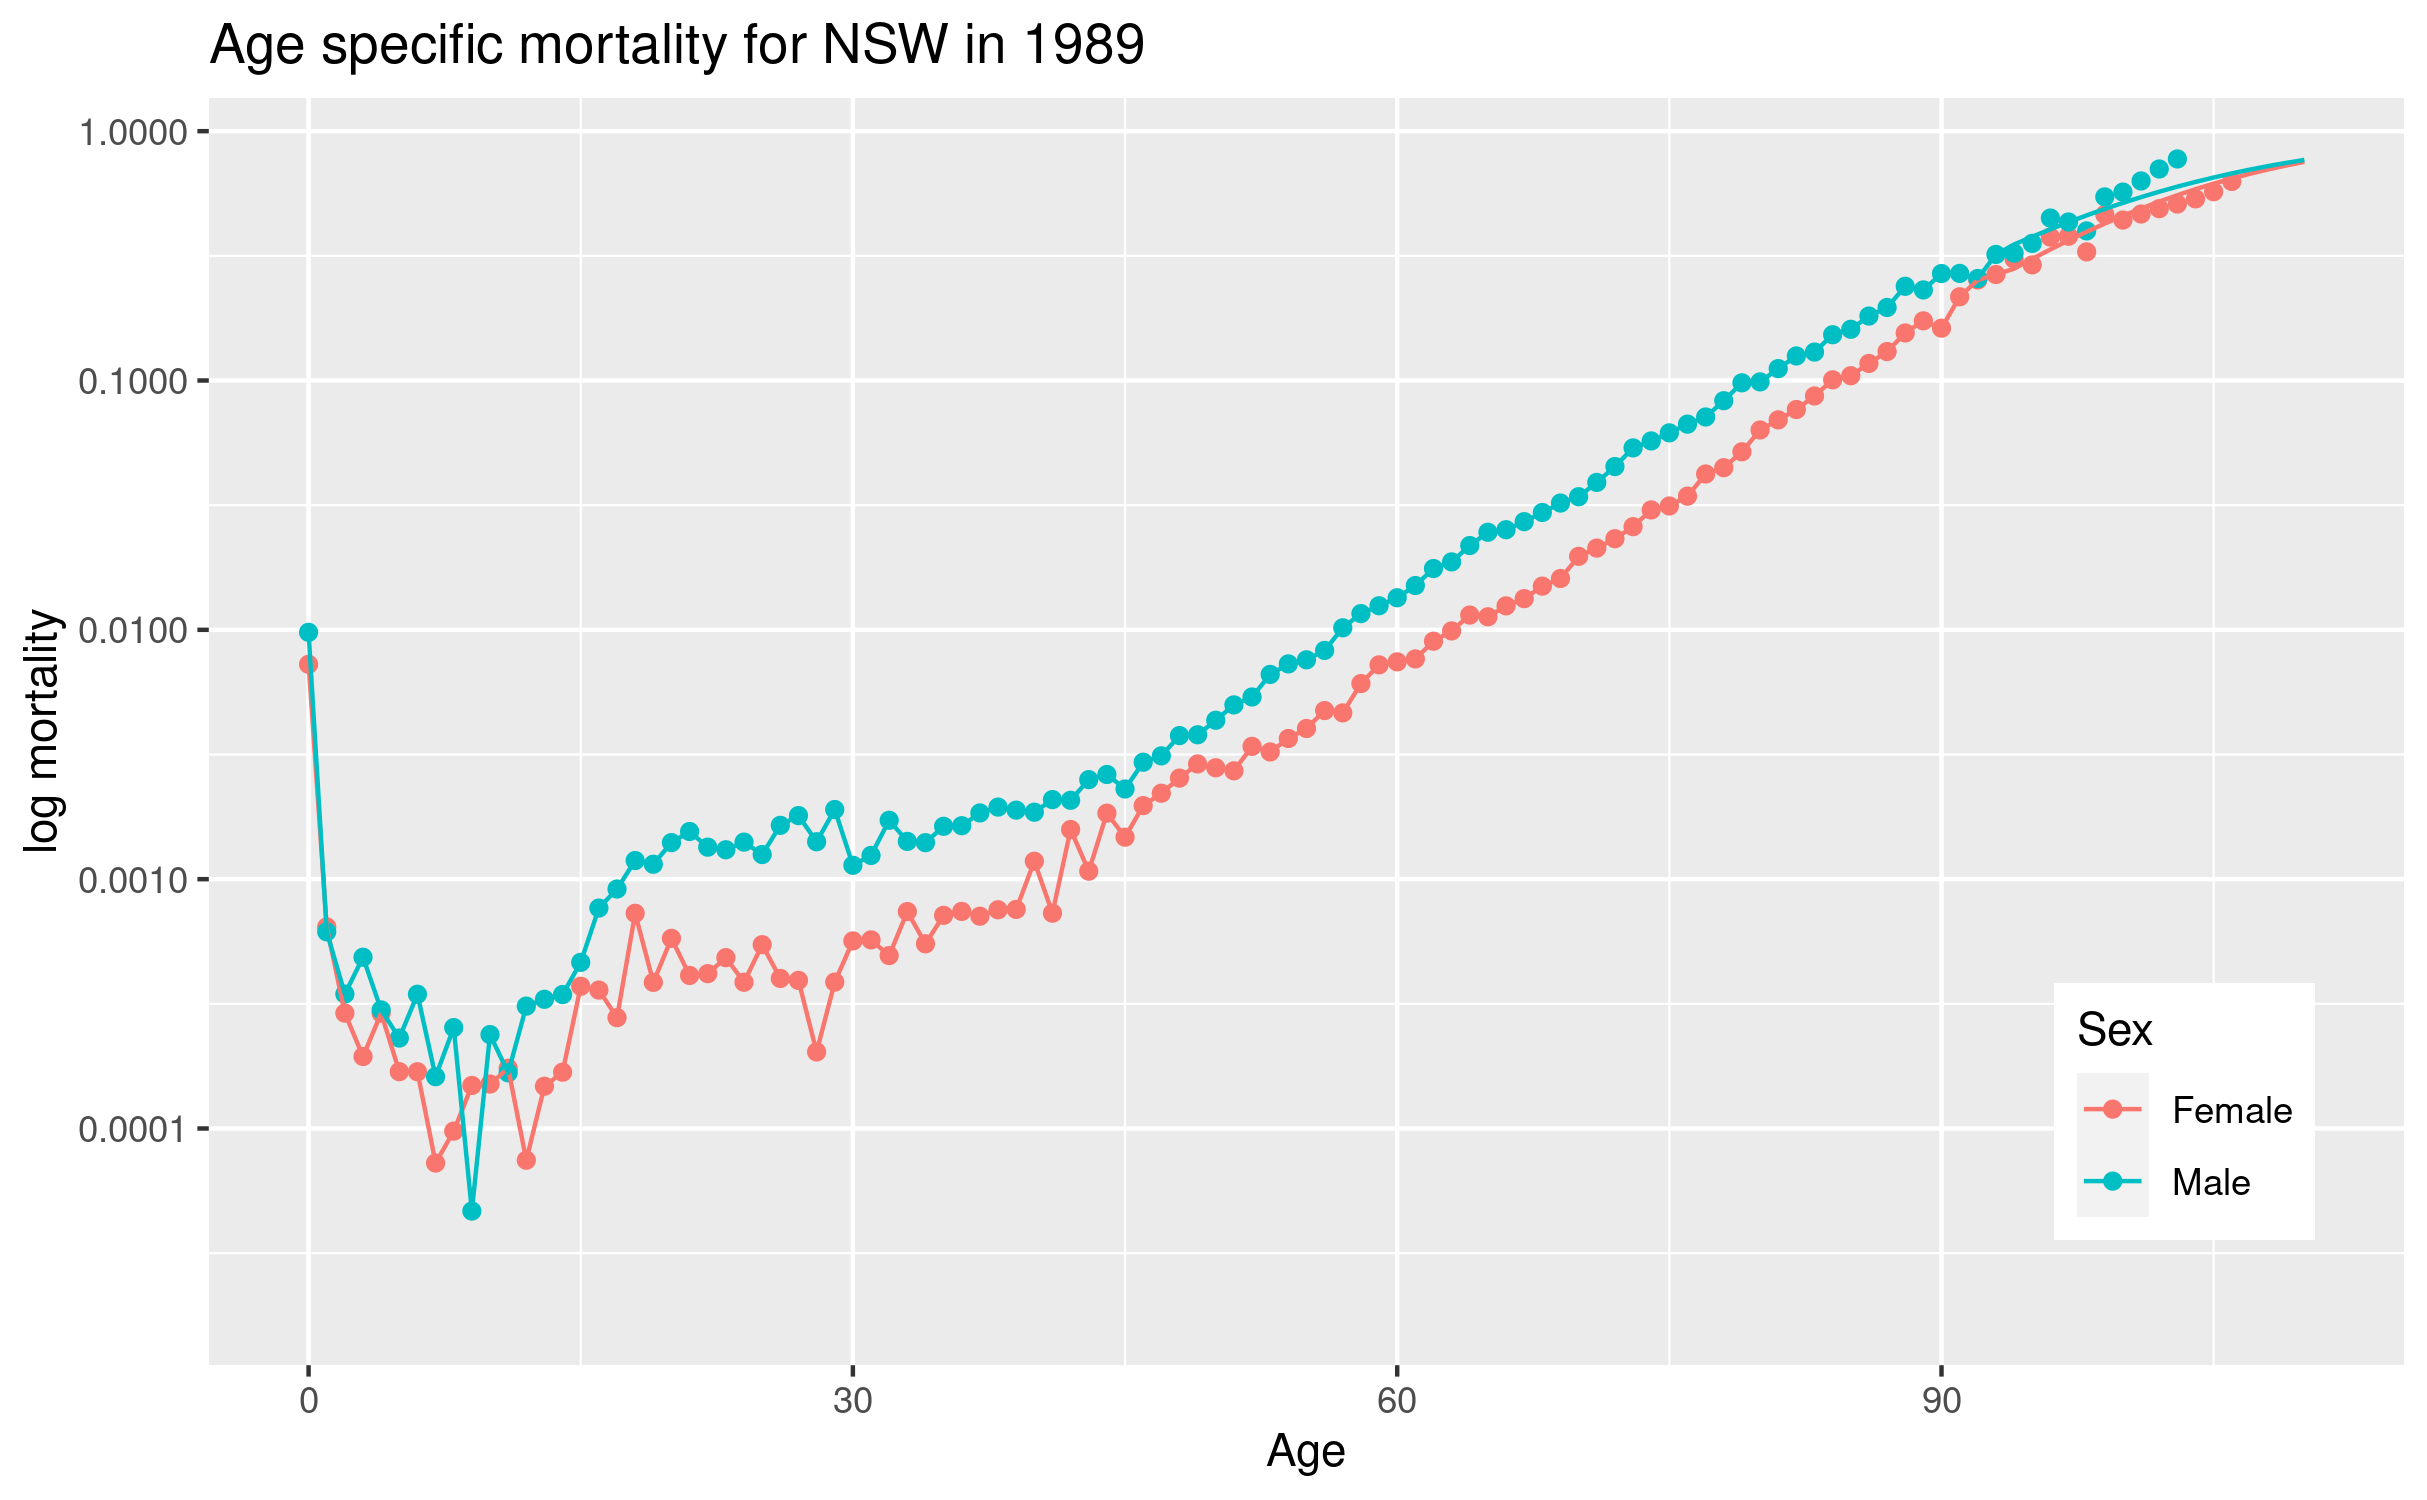 Age specific mortality for NSW in 1989
1.0000
0.1000
0.0100
0.0010
0.0001
log mortality
0 30 60 90
Age
Sex
Female
Male